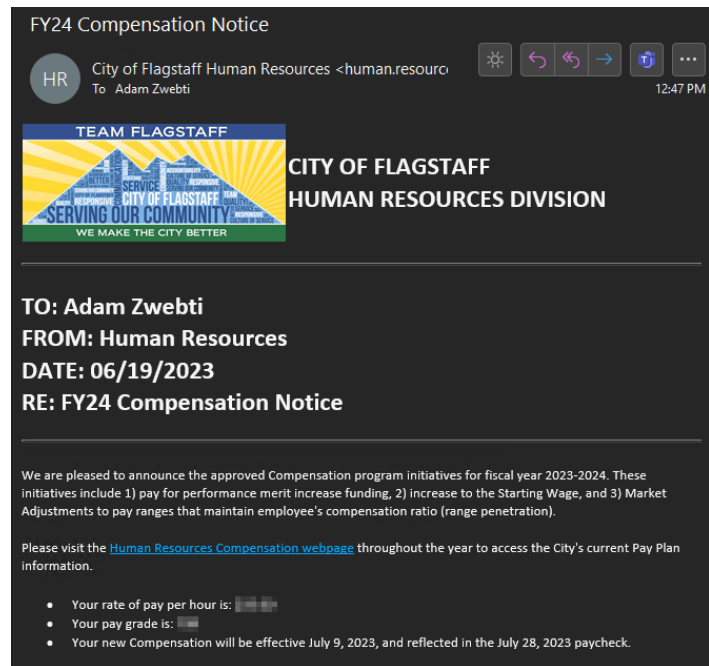 FY24 Compensation Notice
HR
City of Flagstaff Human Resources <human.resourc
To Adam Zwebti
12:47 PM
TEAM FLAGSTAFF
SERVICE
CITY OF FLAGSTAFF
SERVING OUR COMMUNITY
WE MAKE THE CITY BETTER
CITY OF FLAGSTAFF
HUMAN RESOURCES DIVISION
TO: Adam Zwebti
FROM: Human Resources
DATE: 06/19/2023
RE: FY24 Compensation Notice
We are pleased to announce the approved Compensation program initiatives for fiscal year 2023-2024. These
initiatives include 1) pay for performance merit increase funding, 2) increase to the Starting Wage, and 3) Market
Adjustments to pay ranges that maintain employee's compensation ratio (range penetration).
Please visit the Human Resources Compensation webpage throughout the year to access the City's current Pay Plan
information.
• Your rate of pay per hour is:
• Your pay grade is:
• Your new Compensation will be effective July 9, 2023, and reflected in the July 28, 2023 paycheck.